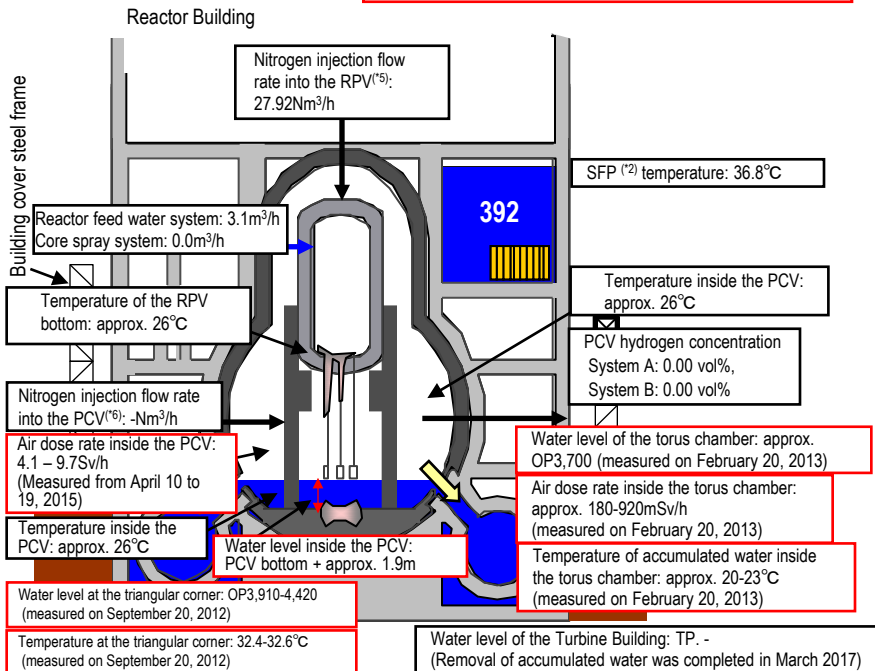 Reactor Building
Nitrogen injection flow
rate into the RPV(*5):
27.92Nm3/h
Building cover steel frame
SFP (*2) temperature: 36.8℃
392
Reactor feed water system: 3.1m3/h
Core spray system: 0.0m3/h
Temperature of the RPV
bottom: approx. 26℃
Temperature inside the PCV:
approx. 26℃
PCV hydrogen concentration
System A: 0.00 vol%,
System B: 0.00 vol%
Nitrogen injection flow rate
into the PCV(*6): -Nm3/h
Air dose rate inside the PCV:
4.1 – 9.7Sv/h
(Measured from April 10 to
19, 2015)
Temperature inside the
PCV: approx. 26℃
Water level inside the PCV:
PCV bottom + approx. 1.9m
Water level of the torus chamber: approx.
OP3,700 (measured on February 20, 2013)
Air dose rate inside the torus chamber:
approx. 180-920mSv/h
(measured on February 20, 2013)
Temperature of accumulated water inside
the torus chamber: approx. 20-23℃
(measured on February 20, 2013)
Water level at the triangular corner: OP3,910-4,420
(measured on September 20, 2012)
Temperature at the triangular corner: 32.4-32.6℃
(measured on September 20, 2012)
Water level of the Turbine Building: TP. -
(Removal of accumulated water was completed in March 2017)